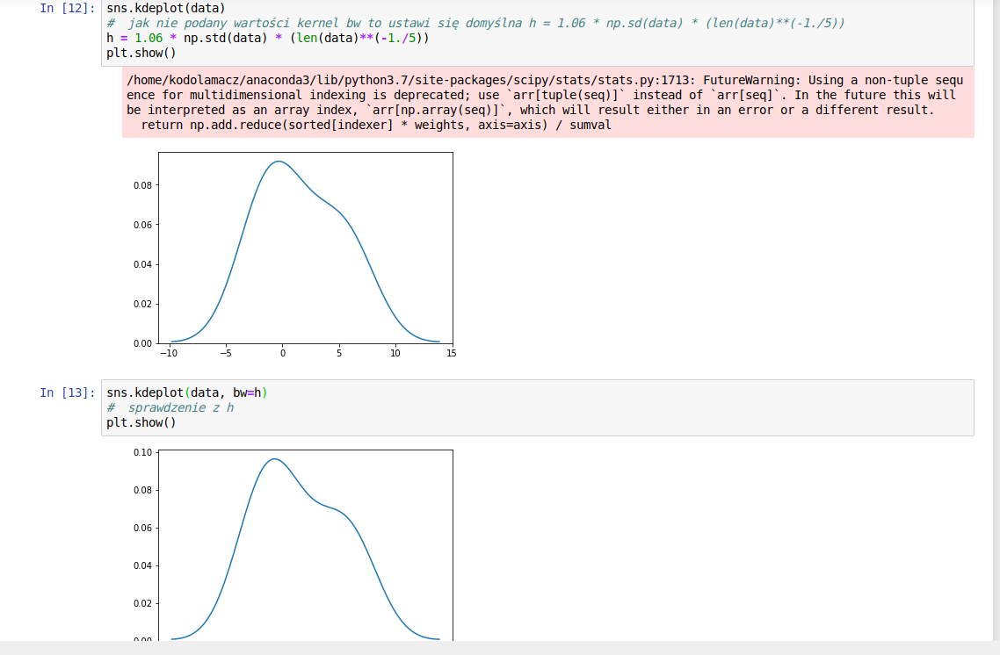 In [12]: sns.kdeplot(data)
#  jak nie podany wartości kernel bw to ustawi się domyślna h = 1.06 * np.sd(data) * (len(data)**(-1./5))
h = 1.06 * np.std(data) * (len(data)**(-1./5))
plt.show()
/home/kodolamacz/anaconda3/lib/python3.7/site-packages/scipy/stats/stats.py:1713: FutureWarning: Using a non-tuple sequ
ence for multidimensional indexing is deprecated; use `arr[tuple(seq)]` instead of `arr[seq]`. In the future this will
be interpreted as an array index, `arr[np.array(seq)]`, which will result either in an error or a different result.
  return np.add.reduce(sorted[indexer] * weights, axis=axis) / sumval
0.08
0.06
0.04
0.02
0.00
−10 −5 0 5 10 15
In [13]: sns.kdeplot(data, bw=h)
#  sprawdzenie z h
plt.show()
0.10
0.08
0.06
0.04
0.02
0.00